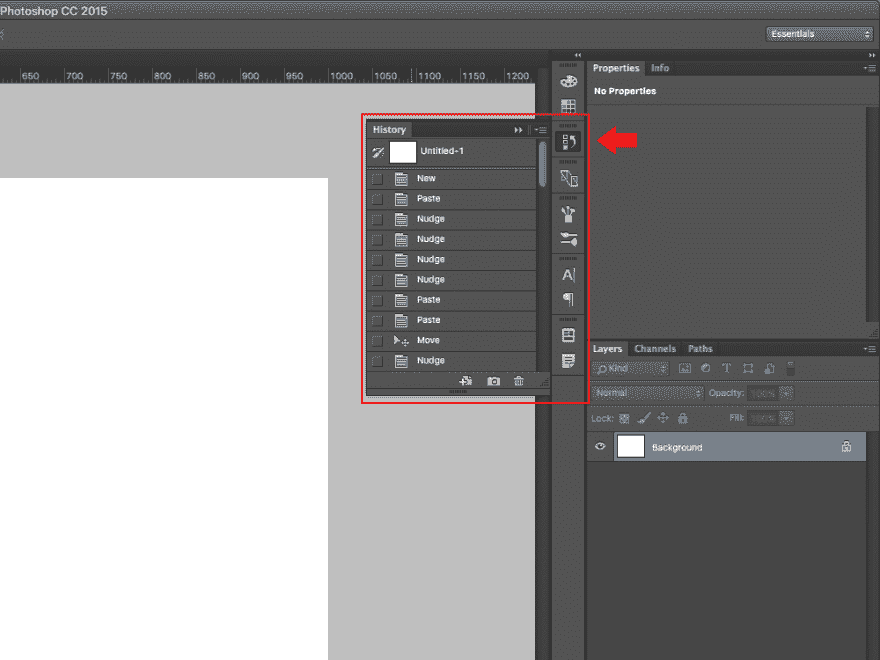 Photoshop CC 2015
Essentials
650 700 750 800 850 900 950 1000 1050 1100 1150 1200
Properties Info
No Properties
History
Untitled-1
New
Paste
Nudge
Nudge
Nudge
Nudge
Paste
Paste
Move
Nudge
Layers Channels Paths
Kind
Normal Opacity: 100%
Lock: Fill: 100%
Background